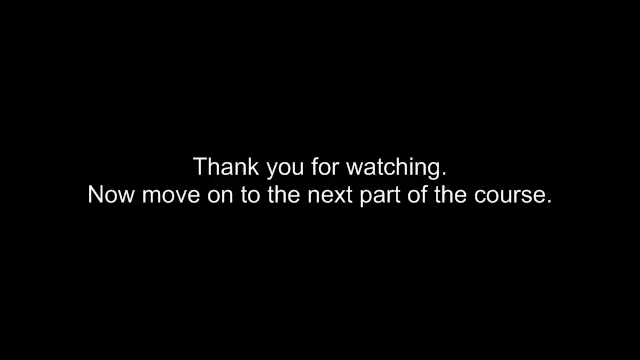 Thank you for watching.
Now move on to the next part of the course.